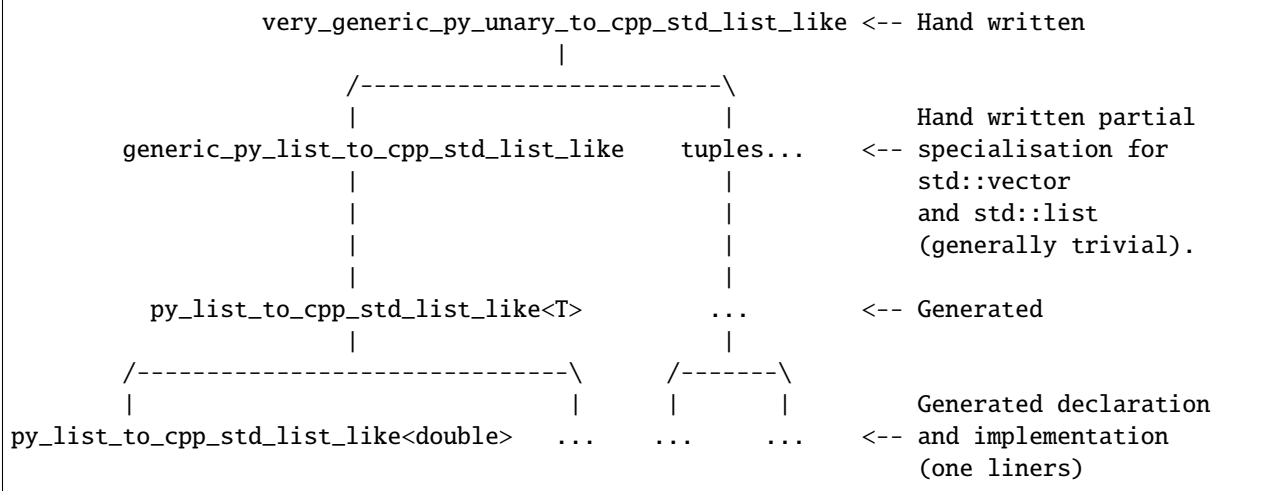 very_generic_py_unary_to_cpp_std_list_like <-- Hand written
|
/--------------------------\
| | Hand written partial
generic_py_list_to_cpp_std_list_like tuples... <-- specialisation for
| | std::vector
| | and std::list
| | (generally trivial).
| |
py_list_to_cpp_std_list_like<T> ... <-- Generated
| |
/-------------------------------\ /-------\
| | | | Generated declaration
py_list_to_cpp_std_list_like<double> ... ... ... <-- and implementation
(one liners)